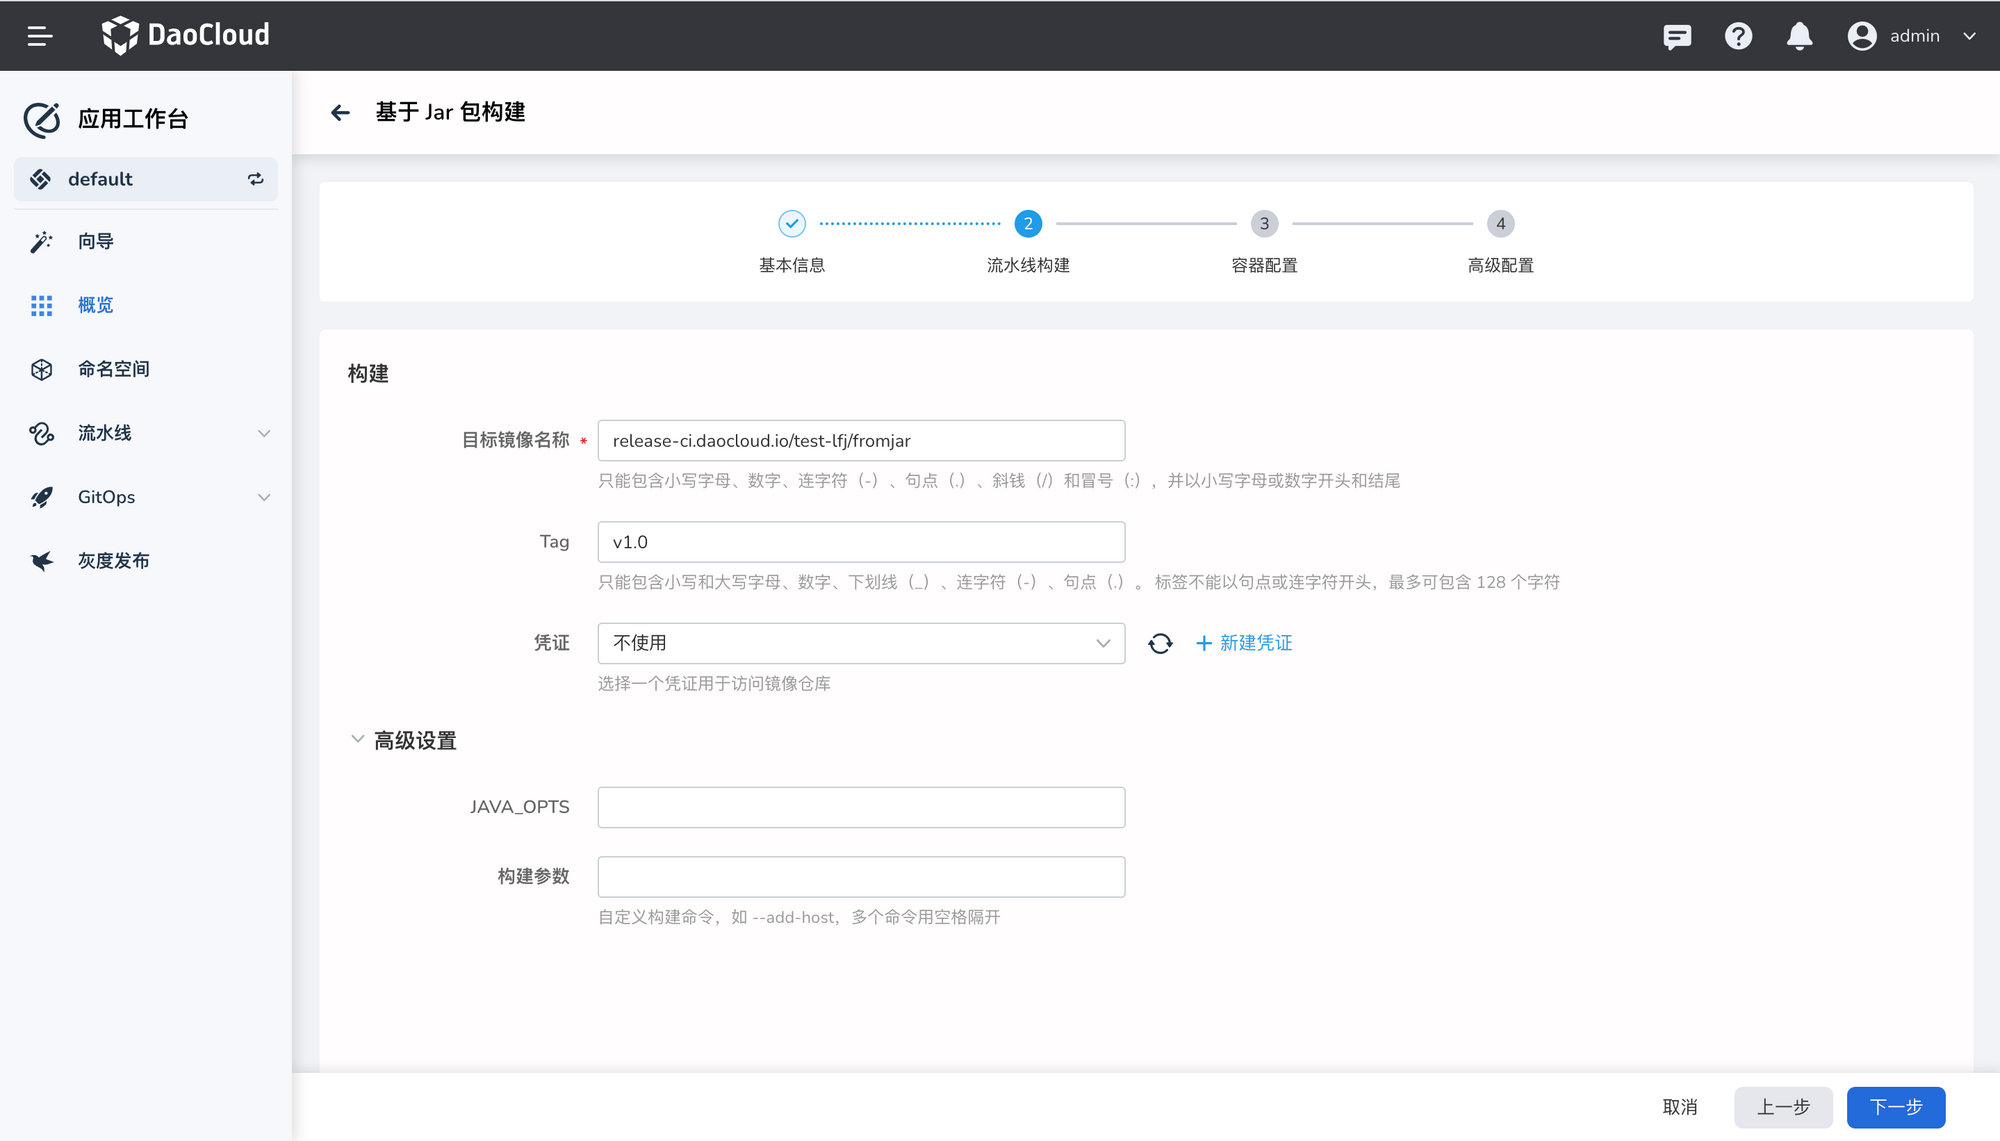 DaoCloud
admin
应用工作台
default
向导
概览
命名空间
流水线
GitOps
灰度发布
基于 Jar 包构建
2
3
4
基本信息
流水线构建
容器配置
高级配置
构建
目标镜像名称 *
release-ci.daocloud.io/test-lfj/fromjar
只能包含小写字母、数字、连字符（-）、句点（.）、斜钱（/）和冒号（:），并以小写字母或数字开头和结尾
Tag
v1.0
只能包含小写和大写字母、数字、下划线（_）、连字符（-）、句点（.）。 标签不能以句点或连字符开头，最多可包含 128 个字符
凭证
不使用
新建凭证
选择一个凭证用于访问镜像仓库
高级设置
JAVA_OPTS
构建参数
自定义构建命令，如 --add-host，多个命令用空格隔开
取消
上一步
下一步